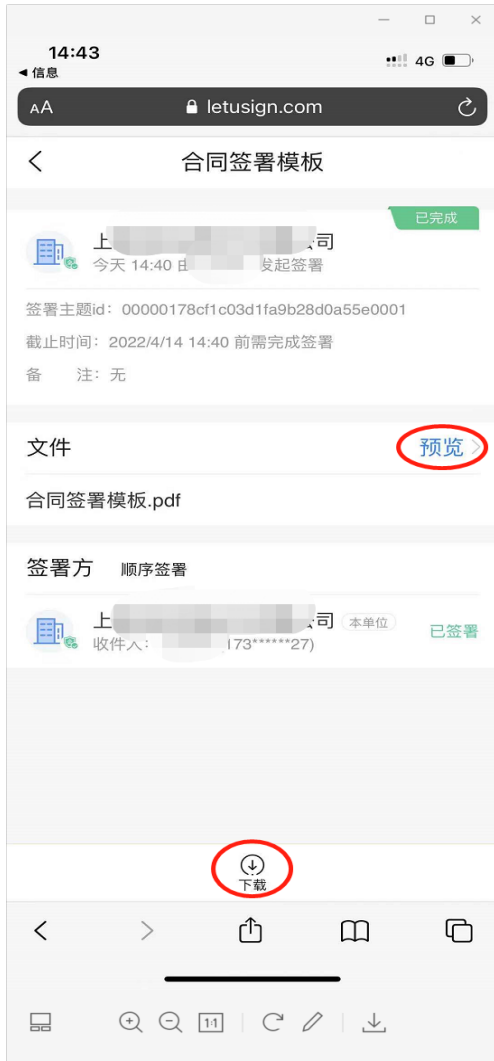 14:43
4G
◀ 信息
AA letusign.com
合同签署模板
已完成
上 司
今天 14:40 由 发起签署
签署主题id：00000178cf1c03d1fa9b28d0a55e0001
截止时间：2022/4/14 14:40 前需完成签署
备 注：无
文件 预览
合同签署模板.pdf
签署方 顺序签署
上 司 本单位
已签署
收件人： 173******27)
下载
1:1